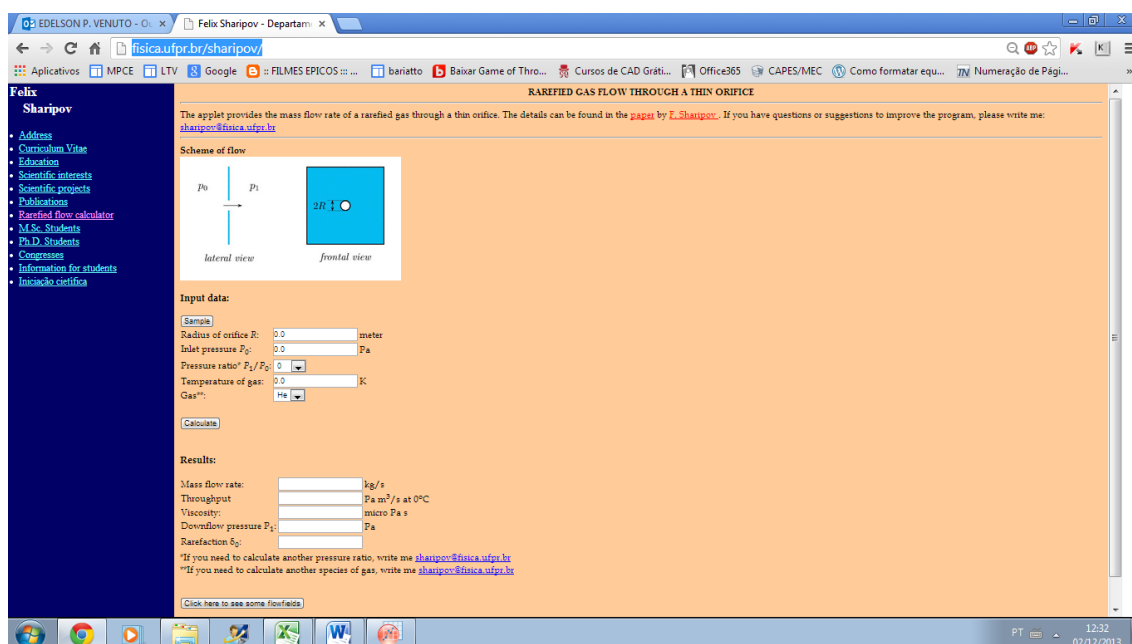 EDELSON P. VENUTO - Ou
Felix Sharipov - Departam
fisica.ufpr.br/sharipov/
Aplicativos MPCE LTV Google :: FILMES EPICOS ::: ... bariatto Baixar Game of Thro... Cursos de CAD Gráti... Office365 CAPES/MEC Como formatar equ... Numeração de Pági... »
Felix
Sharipov
• Address
• Curriculum Vitae
• Education
• Scientific interests
• Scientific projects
• Publications
• Rarefied flow calculator
• M.Sc. Students
• Ph.D. Students
• Congresses
• Information for students
• Iniciação cietífica
RAREFIED GAS FLOW THROUGH A THIN ORIFICE
The applet provides the mass flow rate of a rarefied gas through a thin orifice. The details can be found in the paper by F. Sharipov . If you have questions or suggestions to improve the program, please write me:
sharipov@fisica.ufpr.br
Scheme of flow
p0 p1
2R
lateral view frontal view
Input data:
Sample
Radius of orifice R: 0.0 meter
Inlet pressure P0: 0.0 Pa
Pressure ratio* P1/P0: 0
Temperature of gas: 0.0 K
Gas**: He
Calculate
Results:
Mass flow rate: kg/s
Throughput Pa m³/s at 0°C
Viscosity: micro Pa s
Downflow pressure P1: Pa
Rarefaction δ0:
*If you need to calculate another pressure ratio, write me sharipov@fisica.ufpr.br
**If you need to calculate another species of gas, write me sharipov@fisica.ufpr.br
Click here to see some flowfields
PT 12:32
02/12/2013